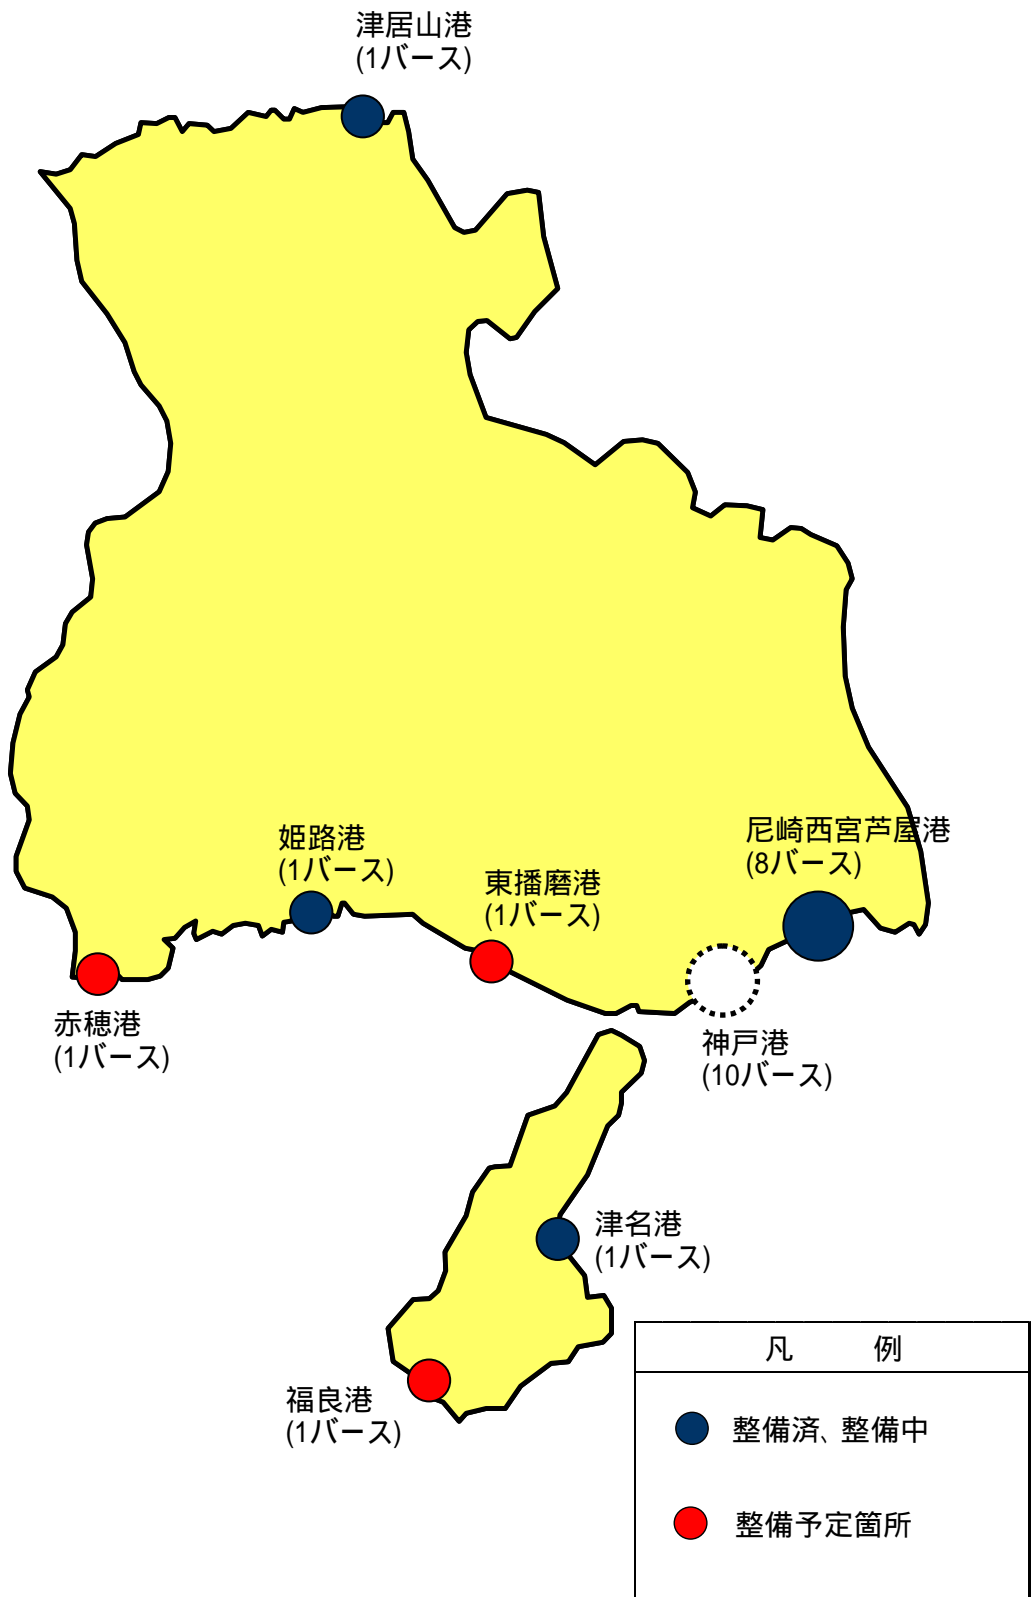 津居山港
(1バース)
姫路港
(1バース)
尼崎西宮芦屋港
(8バース)
東播磨港
(1バース)
赤穂港
(1バース)
神戸港
(10バース)
津名港
(1バース)
福良港
(1バース)
凡 例
整備済、整備中
整備予定箇所